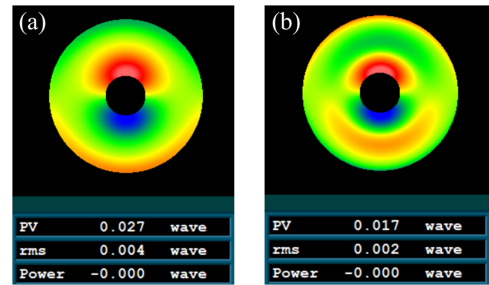 (a)
PV 0.027 wave
rms 0.004 wave
Power -0.000 wave
(b)
PV 0.017 wave
rms 0.002 wave
Power -0.000 wave